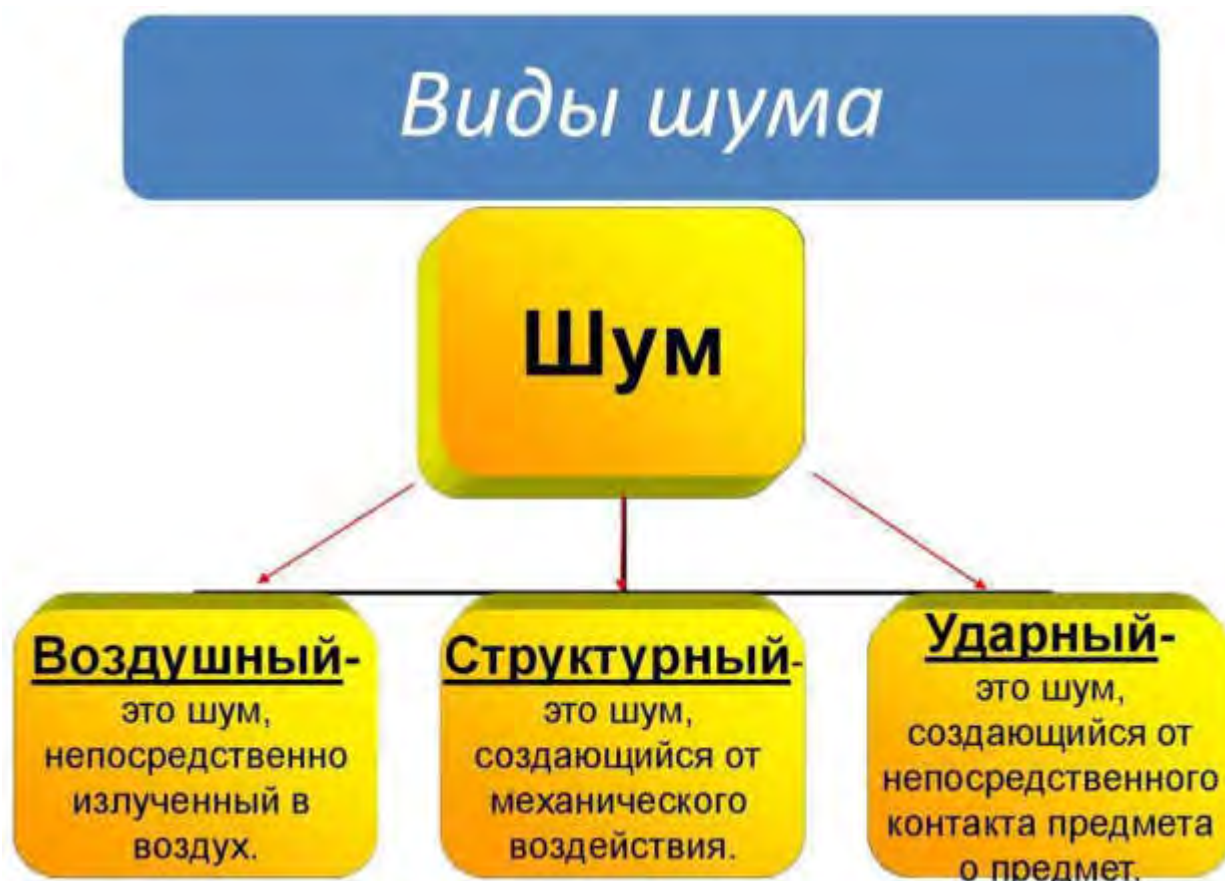 Виды шума
Шум
Воздушный-
это шум,
непосредственно
излученный в
воздух.
Структурный-
это шум,
создающийся от
механического
воздействия.
Ударный-
это шум,
создающийся от
непосредственного
контакта предмета
о предмет.